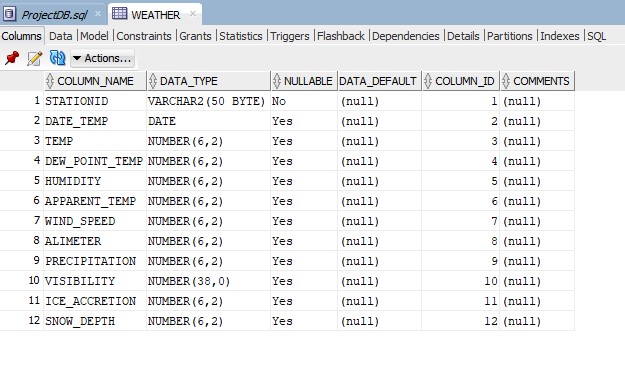 ProjectDB.sql WEATHER
Columns Data Model Constraints Grants Statistics Triggers Flashback Dependencies Details Partitions Indexes SQL
Actions...
COLUMN_NAME DATA_TYPE NULLABLE DATA_DEFAULT COLUMN_ID COMMENTS
1 STATIONID VARCHAR2(50 BYTE) No (null) 1 (null)
2 DATE_TEMP DATE Yes (null) 2 (null)
3 TEMP NUMBER(6,2) Yes (null) 3 (null)
4 DEW_POINT_TEMP NUMBER(6,2) Yes (null) 4 (null)
5 HUMIDITY NUMBER(6,2) Yes (null) 5 (null)
6 APPARENT_TEMP NUMBER(6,2) Yes (null) 6 (null)
7 WIND_SPEED NUMBER(6,2) Yes (null) 7 (null)
8 ALIMETER NUMBER(6,2) Yes (null) 8 (null)
9 PRECIPITATION NUMBER(6,2) Yes (null) 9 (null)
10 VISIBILITY NUMBER(38,0) Yes (null) 10 (null)
11 ICE_ACCRETION NUMBER(6,2) Yes (null) 11 (null)
12 SNOW_DEPTH NUMBER(6,2) Yes (null) 12 (null)